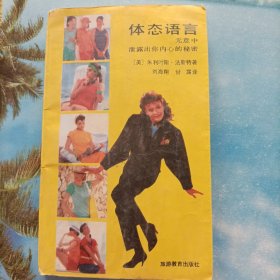 体态语言
无意中
泄露出你内心的秘密
〔美〕朱利叶斯·法斯特著
旅游教育出版社